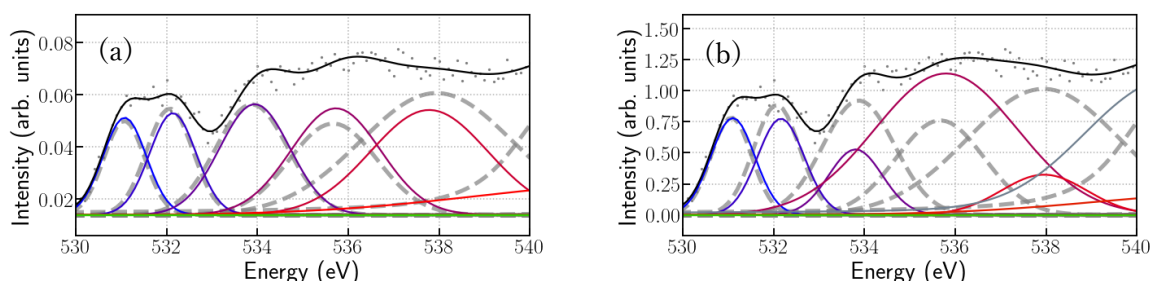 (a)
Intensity (arb. units)
0.08
0.06
0.04
0.02
530 532 534 536 538 540
Energy (eV)
(b)
Intensity (arb. units)
1.50
1.25
1.00
0.75
0.50
0.25
0.00
530 532 534 536 538 540
Energy (eV)